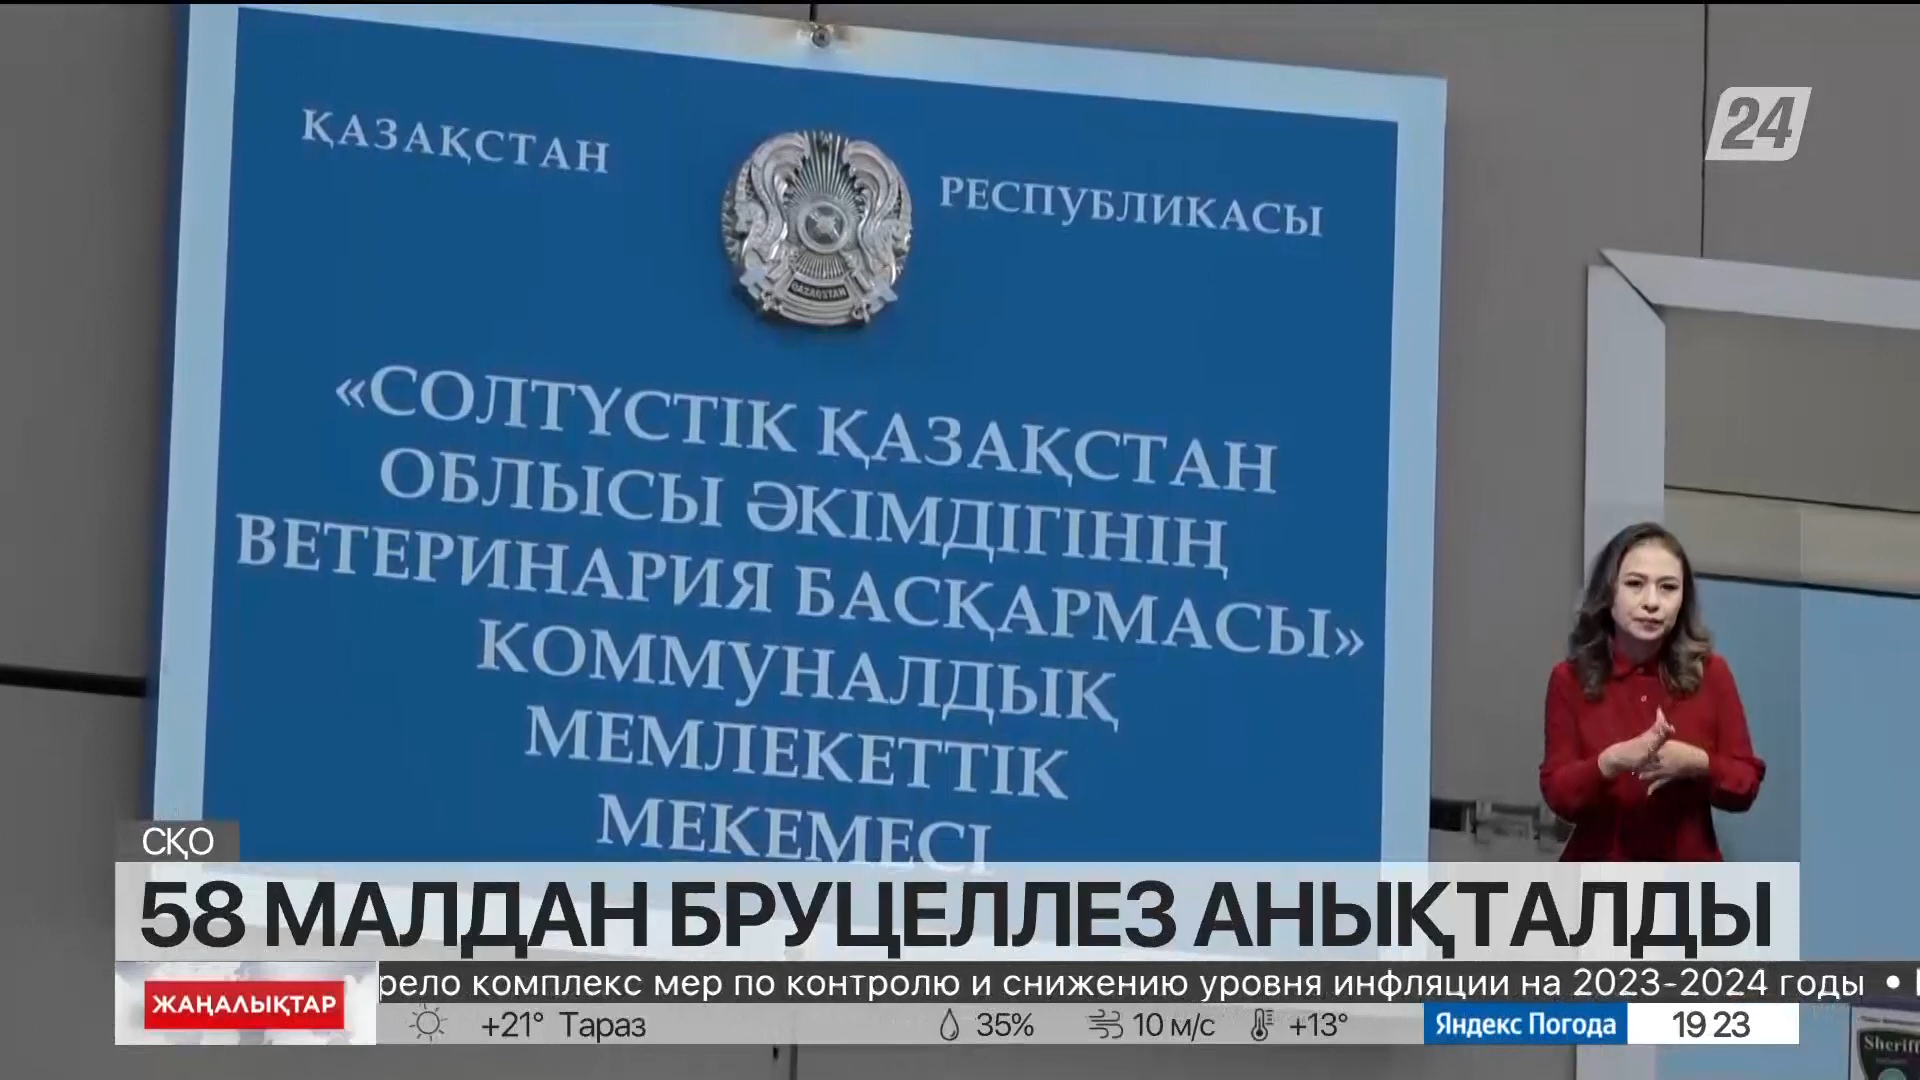 24
ҚАЗАҚСТАН РЕСПУБЛИКАСЫ
QAZAQSTAN
«СОЛТҮСТІК ҚАЗАҚСТАН
ОБЛЫСЫ ӘКІМДІГІНІҢ
ВЕТЕРИНАРИЯ БАСҚАРМАСЫ»
КОММУНАЛДЫҚ
МЕМЛЕКЕТТІК
МЕКЕМЕСІ
СҚО
58 МАЛДАН БРУЦЕЛЛЕЗ АНЫҚТАЛДЫ
ЖАҢАЛЫҚТАР
рело комплекс мер по контролю и снижению уровня инфляции на 2023-2024 годы •
+21° Тараз 35% 10 м/с +13° Яндекс Погода 19 23
Sheriff